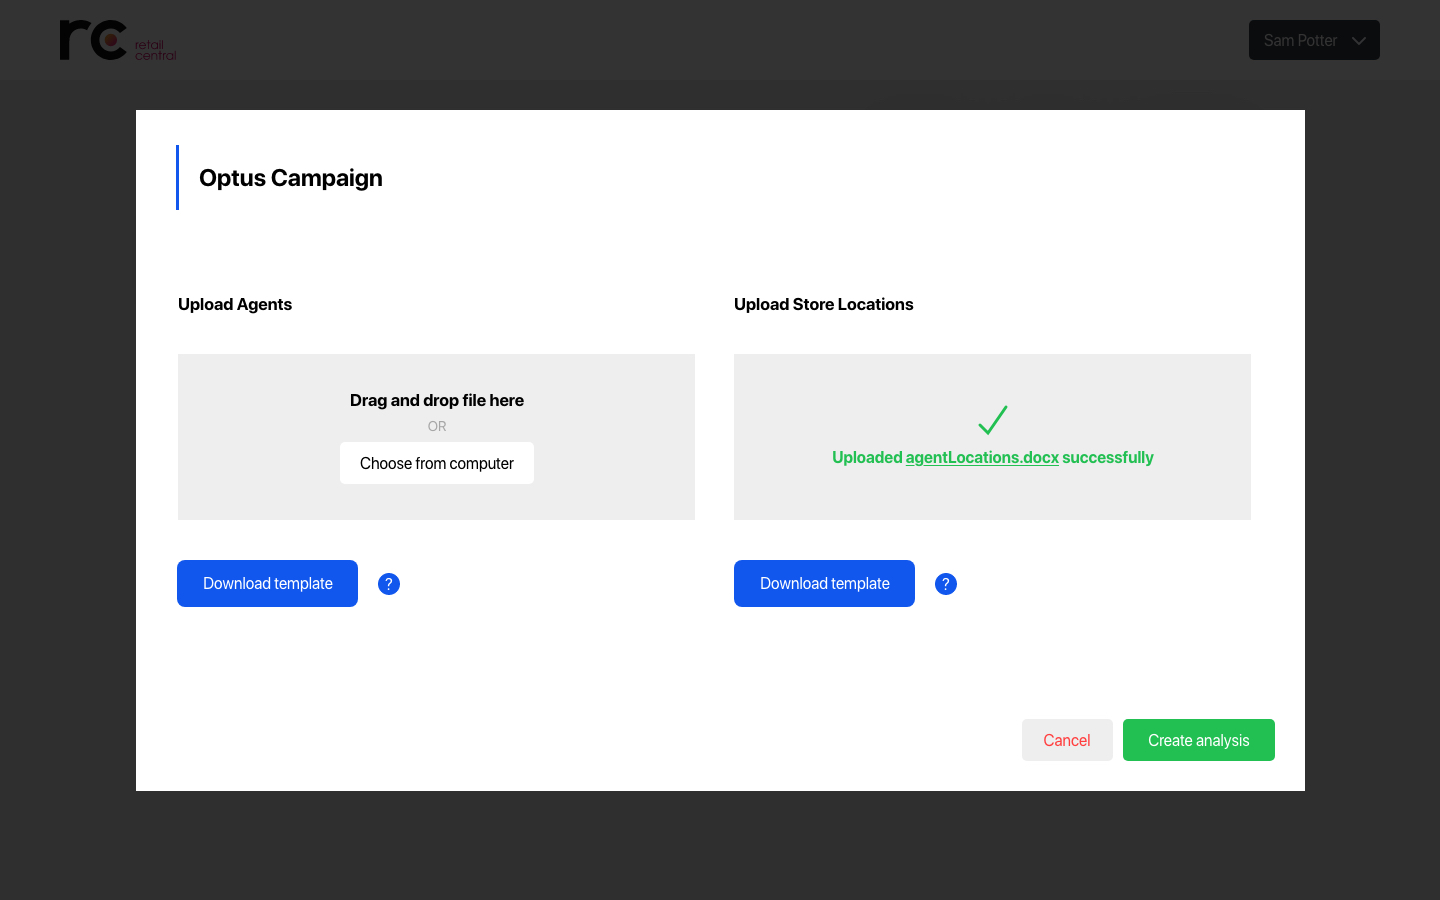 rc retail
central
Sam Potter
Optus Campaign
Upload Agents
Upload Store Locations
Drag and drop file here
OR
Choose from computer
Uploaded agentLocations.docx successfully
Download template
?
Download template
?
Cancel
Create analysis